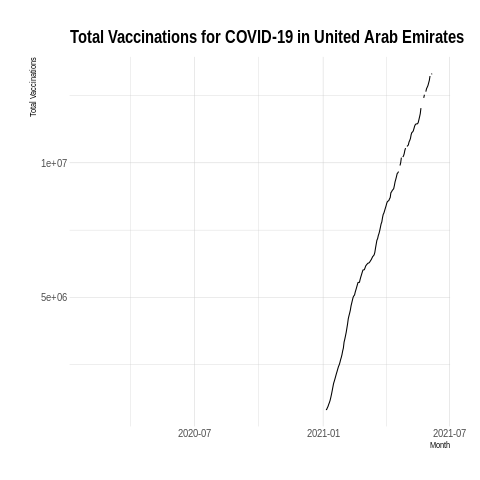 Total Vaccinations for COVID-19 in United Arab Emirates
Total Vaccinations
1e+07
5e+06
2020-07
2021-01
2021-07
Month